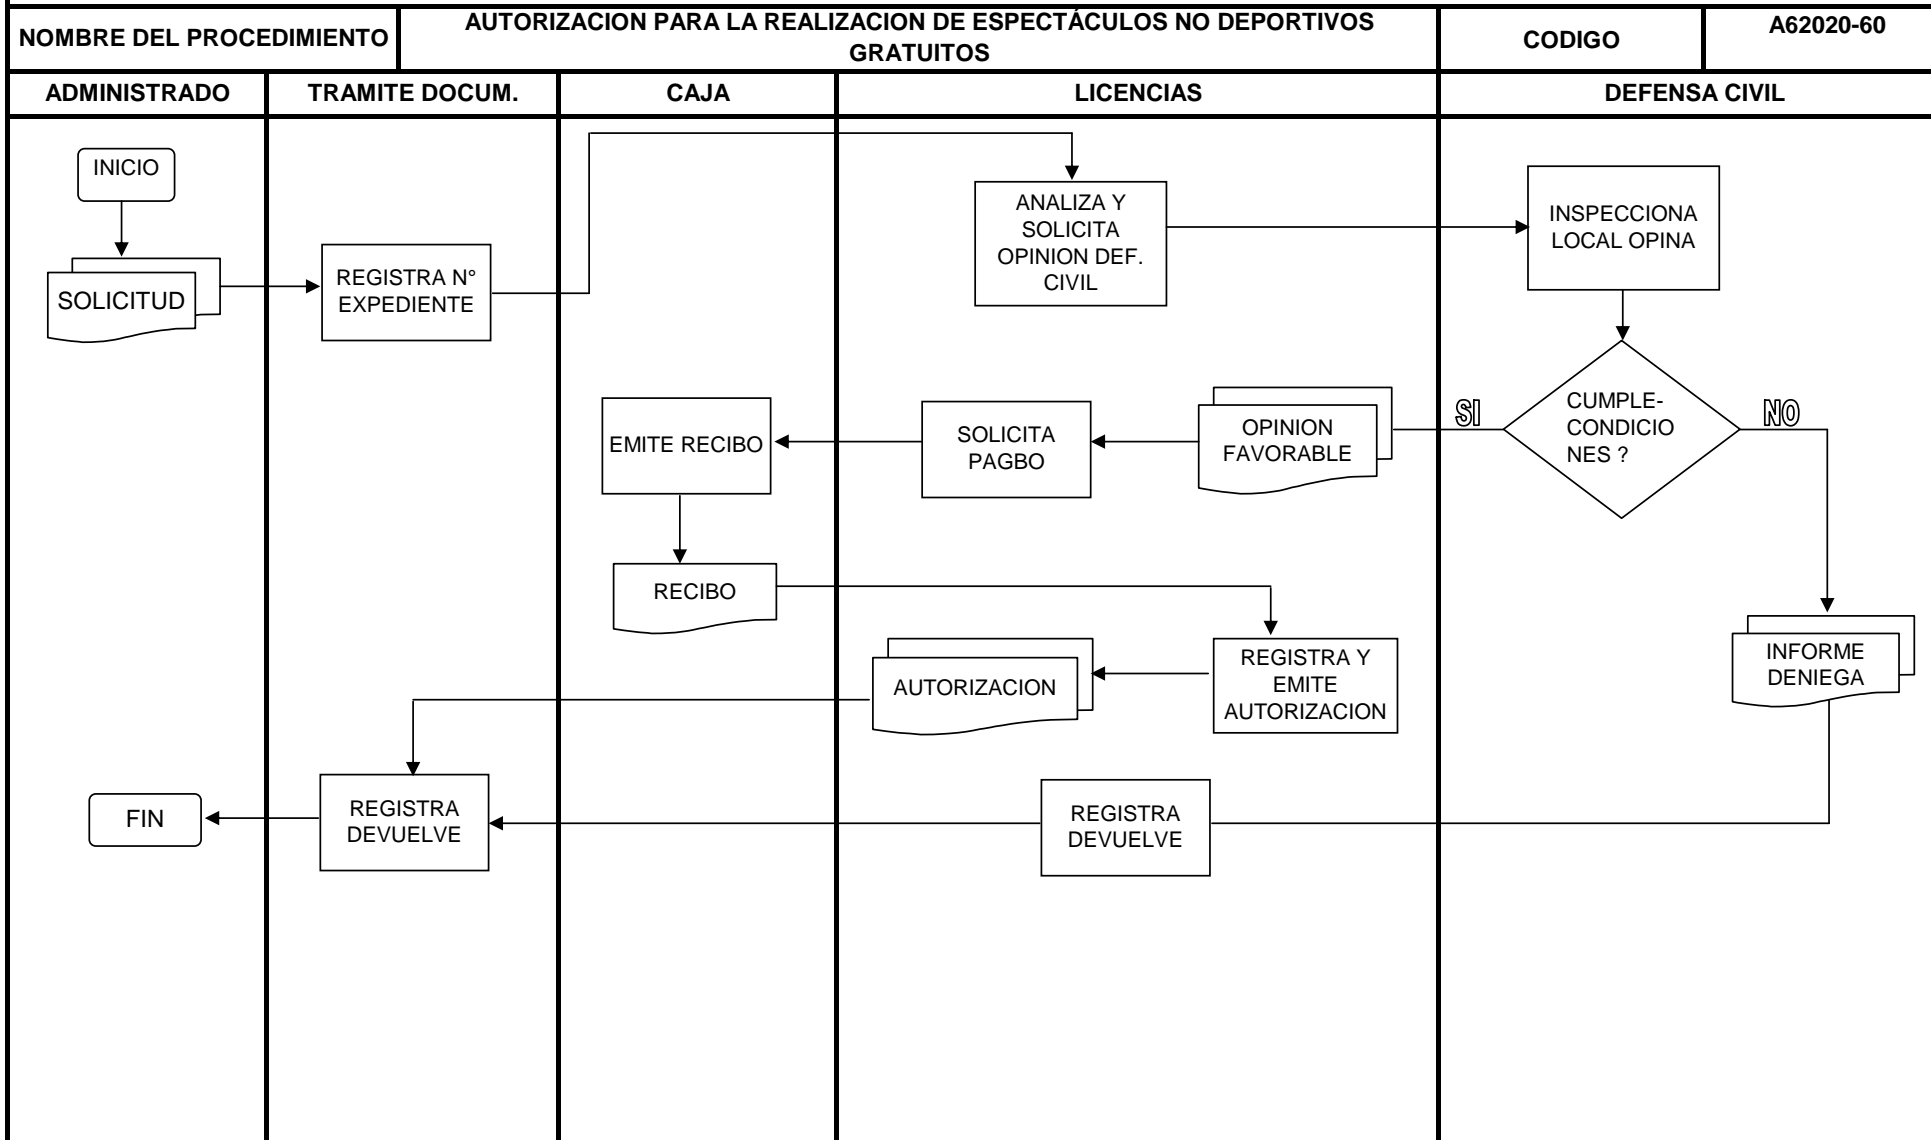 NOMBRE DEL PROCEDIMIENTO
AUTORIZACION PARA LA REALIZACION DE ESPECTÁCULOS NO DEPORTIVOS
GRATUITOS
CODIGO
A62020-60
ADMINISTRADO
TRAMITE DOCUM.
CAJA
LICENCIAS
DEFENSA CIVIL
INICIO
SOLICITUD
REGISTRA N°
EXPEDIENTE
ANALIZA Y
SOLICITA
OPINION DEF.
CIVIL
INSPECCIONA
LOCAL OPINA
CUMPLE-
CONDICIO
NES ?
SI
NO
OPINION
FAVORABLE
SOLICITA
PAGBO
EMITE RECIBO
RECIBO
REGISTRA Y
EMITE
AUTORIZACION
AUTORIZACION
INFORME
DENIEGA
REGISTRA
DEVUELVE
REGISTRA
DEVUELVE
FIN